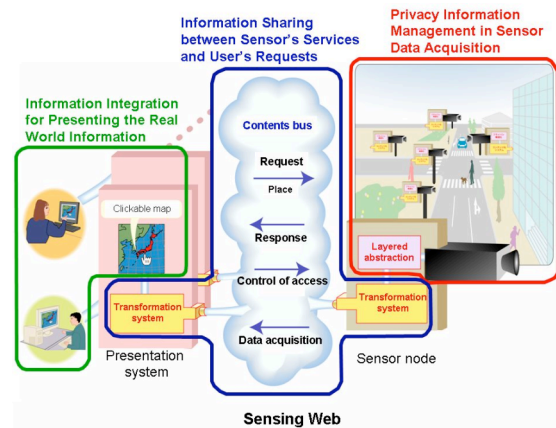 Information Sharing
between Sensor's Services
and User's Requests
Privacy Information
Management in Sensor
Data Acquisition
Information Integration
for Presenting the Real
World Information
Contents bus
Request
Place
Response
Control of access
Data acquisition
Clickable map
Transformation
system
Presentation
system
Layered
abstraction
Transformation
system
Sensor node
Sensing Web